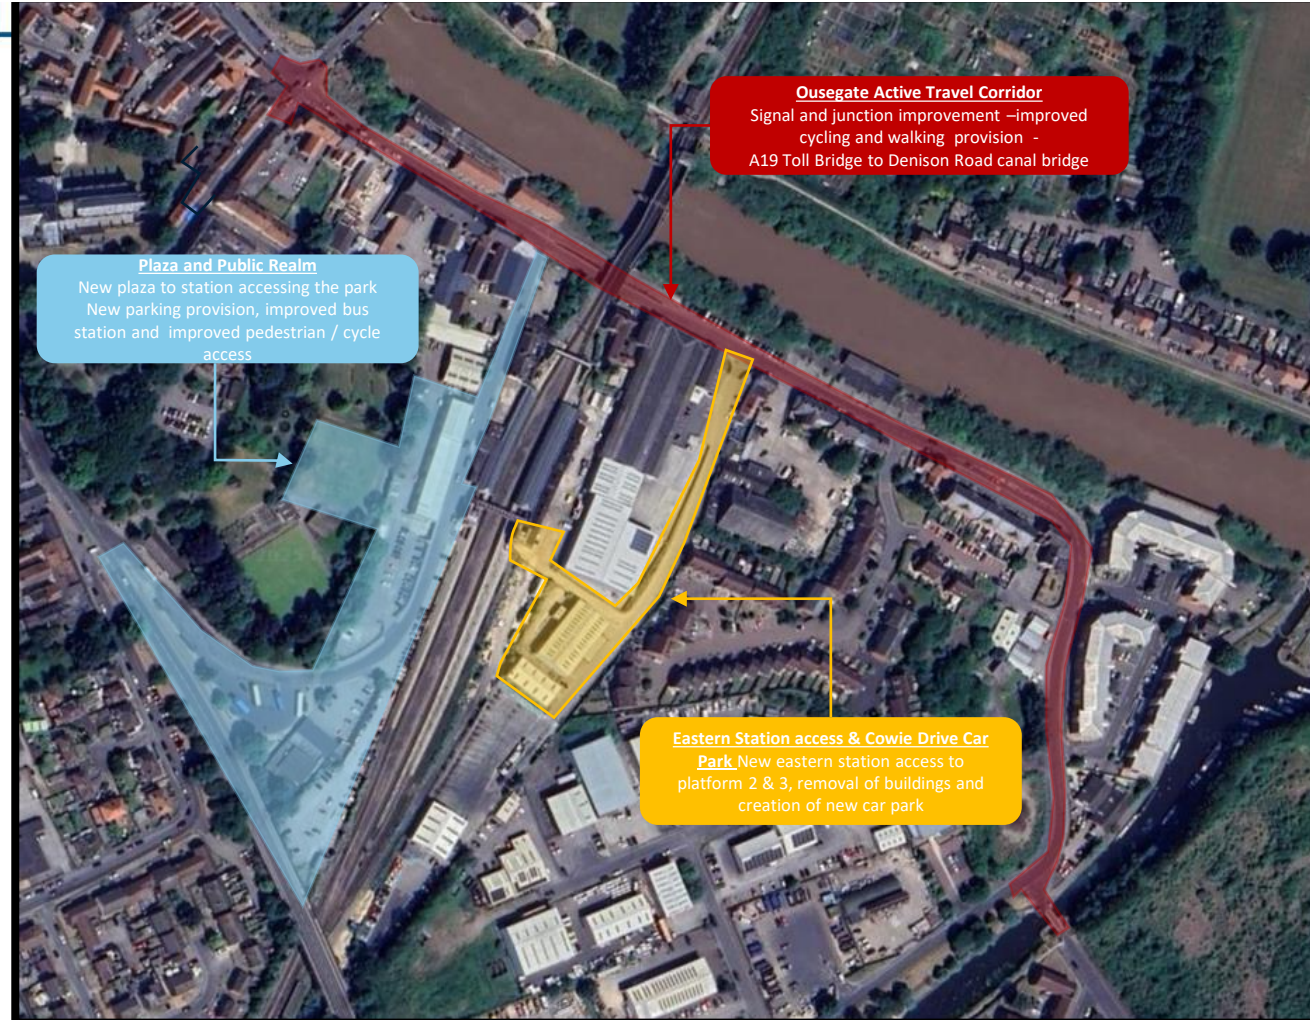 Ousegate Active Travel Corridor
Signal and junction improvement –improved
cycling and walking provision -
A19 Toll Bridge to Denison Road canal bridge
Plaza and Public Realm
New plaza to station accessing the park
New parking provision, improved bus
station and improved pedestrian / cycle
access
Eastern Station access & Cowie Drive Car
Park New eastern station access to
platform 2 & 3, removal of buildings and
creation of new car park